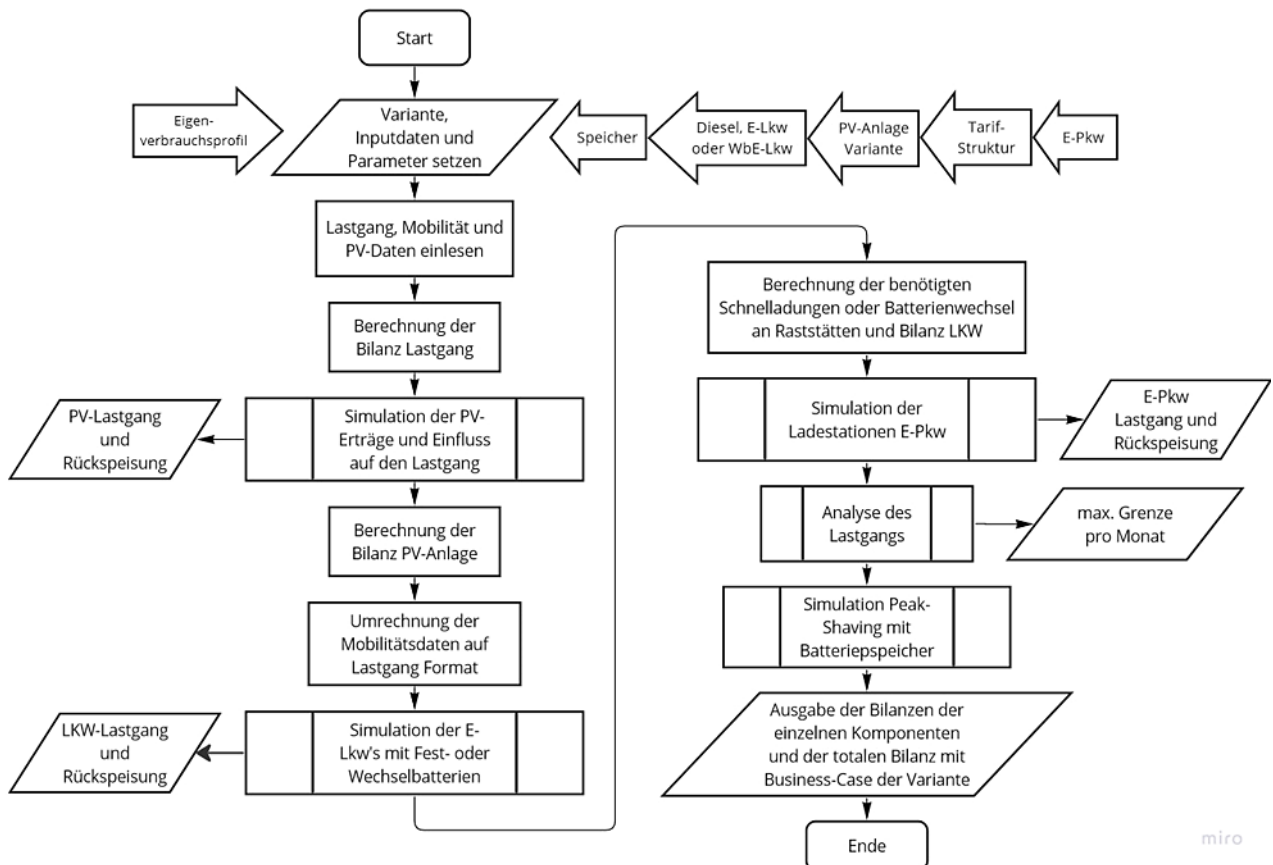 Start
Eigen-
verbrauchsprofil
Variante,
Inputdaten und
Parameter setzen
Speicher
Diesel, E-Lkw
oder WbE-Lkw
PV-Anlage
Variante
Tarif-
Struktur
E-Pkw
Lastgang, Mobilität und
PV-Daten einlesen
Berechnung der
Bilanz Lastgang
PV-Lastgang
und
Rückspeisung
Simulation der PV-
Erträge und Einfluss
auf den Lastgang
Berechnung der
Bilanz PV-Anlage
Umrechnung der
Mobilitätsdaten auf
Lastgang Format
LKW-Lastgang
und
Rückspeisung
Simulation der E-
Lkw's mit Fest- oder
Wechselbatterien
Berechnung der benötigten
Schnelladungen oder Batterienwechsel
an Raststätten und Bilanz LKW
Simulation der
Ladestationen E-Pkw
E-Pkw
Lastgang und
Rückspeisung
Analyse des
Lastgangs
max. Grenze
pro Monat
Simulation Peak-
Shaving mit
Batteriepspeicher
Ausgabe der Bilanzen der
einzelnen Komponenten
und der totalen Bilanz mit
Business-Case der Variante
Ende
miro